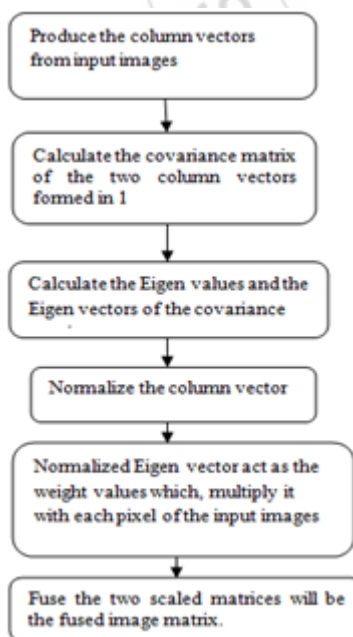 Produce the column vectors
from input images
Calculate the covariance matrix
of the two column vectors
formed in 1
Calculate the Eigen values and the
Eigen vectors of the covariance
Normalize the column vector
Normalized Eigen vector act as the
weight values which, multiply it
with each pixel of the input images
Fuse the two scaled matrices will be
the fused image matrix.